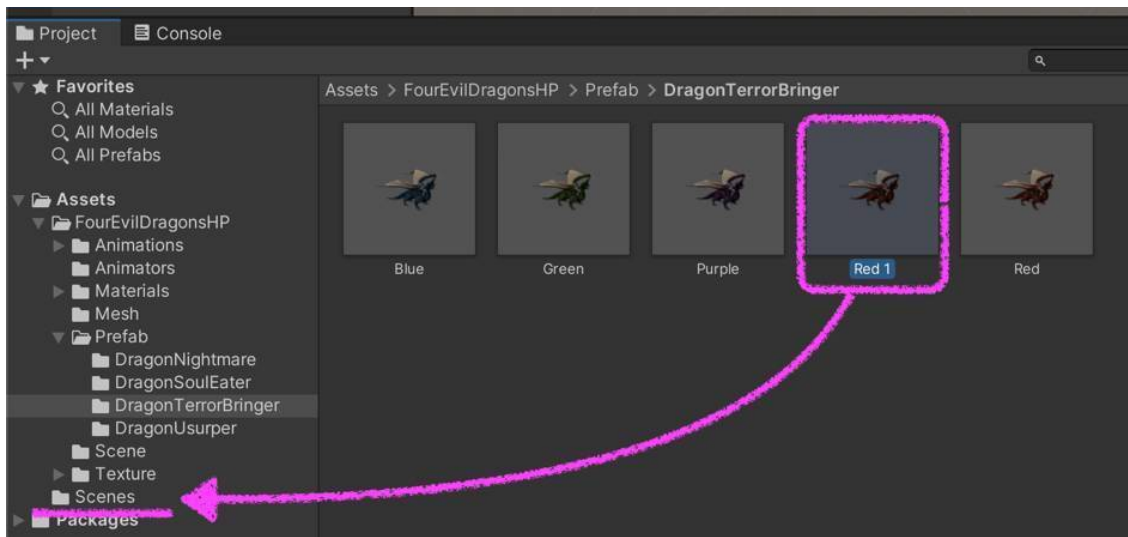 Project
Console
Favorites
All Materials
All Models
All Prefabs
Assets
FourEvilDragonsHP
Animations
Animators
Materials
Mesh
Prefab
DragonNightmare
DragonSoulEater
DragonTerrorBringer
DragonUsurper
Scene
Texture
Scenes
Packages
Assets > FourEvilDragonsHP > Prefab > DragonTerrorBringer
Blue Green Purple Red 1 Red